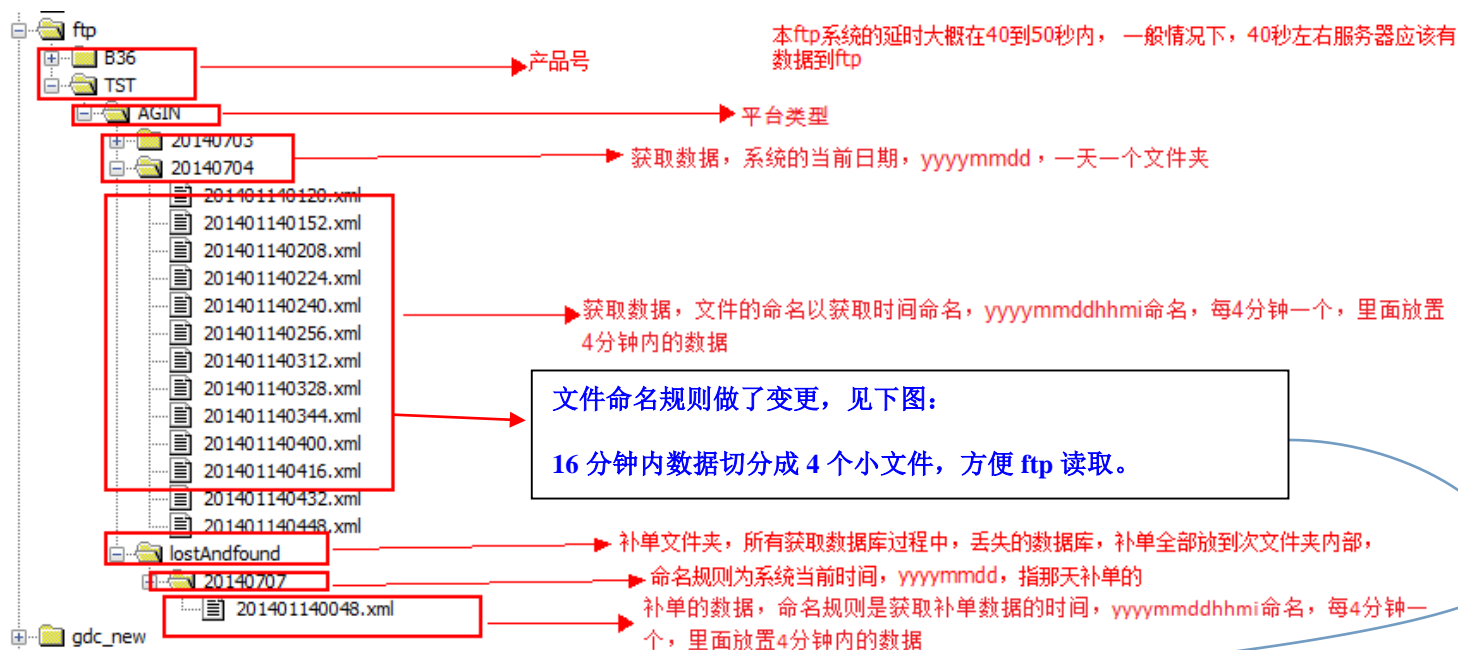 ftp
本ftp系统的延时大概在40到50秒内， 一般情况下，40秒左右服务器应该有
数据到ftp
B36
产品号
TST
AGIN
平台类型
20140703
获取数据，系统的当前日期，yyyymmdd，一天一个文件夹
20140704
201401140120.xml
201401140152.xml
201401140208.xml
201401140224.xml
201401140240.xml
201401140256.xml
201401140312.xml
201401140328.xml
201401140344.xml
201401140400.xml
201401140416.xml
201401140432.xml
201401140448.xml
获取数据，文件的命名以获取时间命名，yyyymmddhhmi命名，每4分钟一个，里面放置
4分钟内的数据
文件命名规则做了变更，见下图：
16 分钟内数据切分成 4 个小文件，方便 ftp 读取。
lostAndfound
补单文件夹，所有获取数据库过程中，丢失的数据库，补单全部放到次文件夹内部，
20140707
命名规则为系统当前时间，yyyymmdd，指那天补单的
201401140048.xml
补单的数据，命名规则是获取补单数据的时间，yyyymmddhhmi命名，每4分钟一
个，里面放置4分钟内的数据
gdc_new